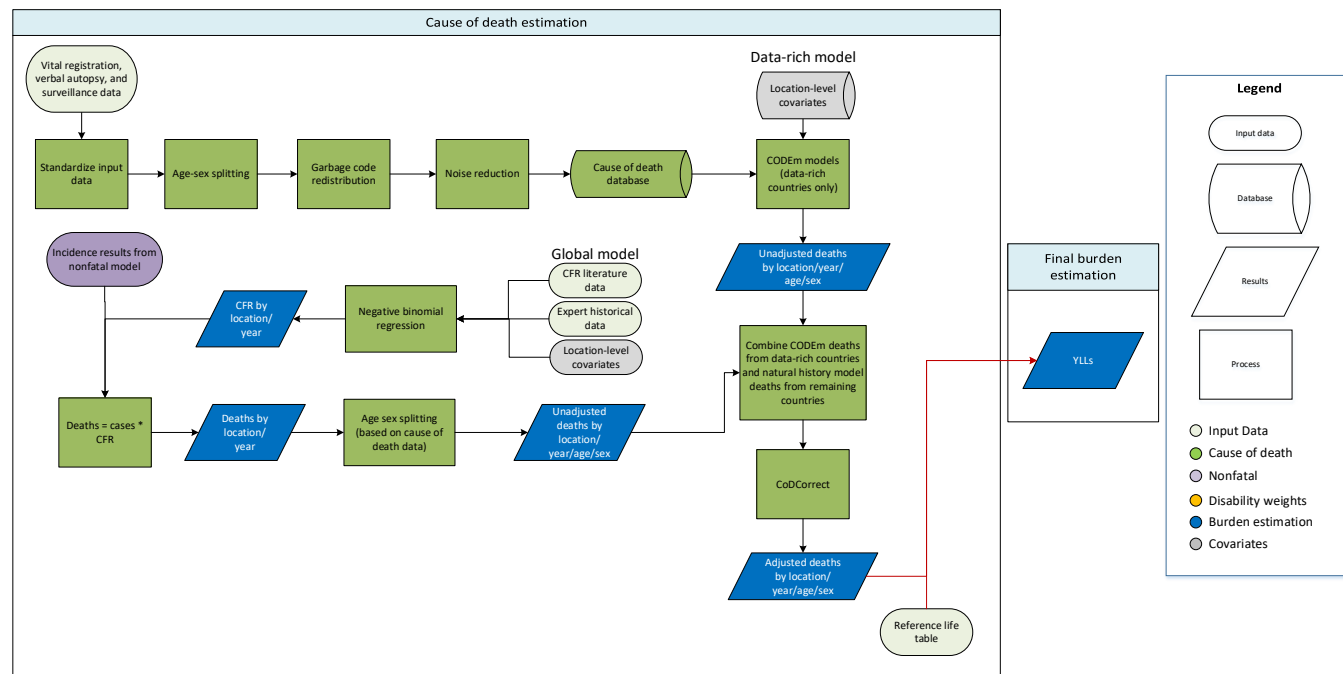 Cause of death estimation
Vital registration,
verbal autopsy, and
surveillance data
Data-rich model
Location-level
covariates
Standardize input
data
Age-sex splitting
Garbage code
redistribution
Noise reduction
Cause of death
database
CODEm models
(data-rich
countries only)
Incidence results from
nonfatal model
Global model
CFR literature
data
Expert historical
data
Location-level
covariates
Negative binomial
regression
CFR by
location/
year
Unadjusted deaths
by location/year/
age/sex
Combine CODEm deaths
from data-rich countries
and natural history model
deaths from remaining
countries
Deaths = cases *
CFR
Deaths by
location/
year
Age sex splitting
(based on cause of
death data)
Unadjusted
deaths by
location/
year/age/sex
CoDCorrect
Adjusted deaths
by location/
year/age/sex
Reference life
table
Final burden
estimation
YLLs
Legend
Input data
Database
Results
Process
Input Data
Cause of death
Nonfatal
Disability weights
Burden estimation
Covariates